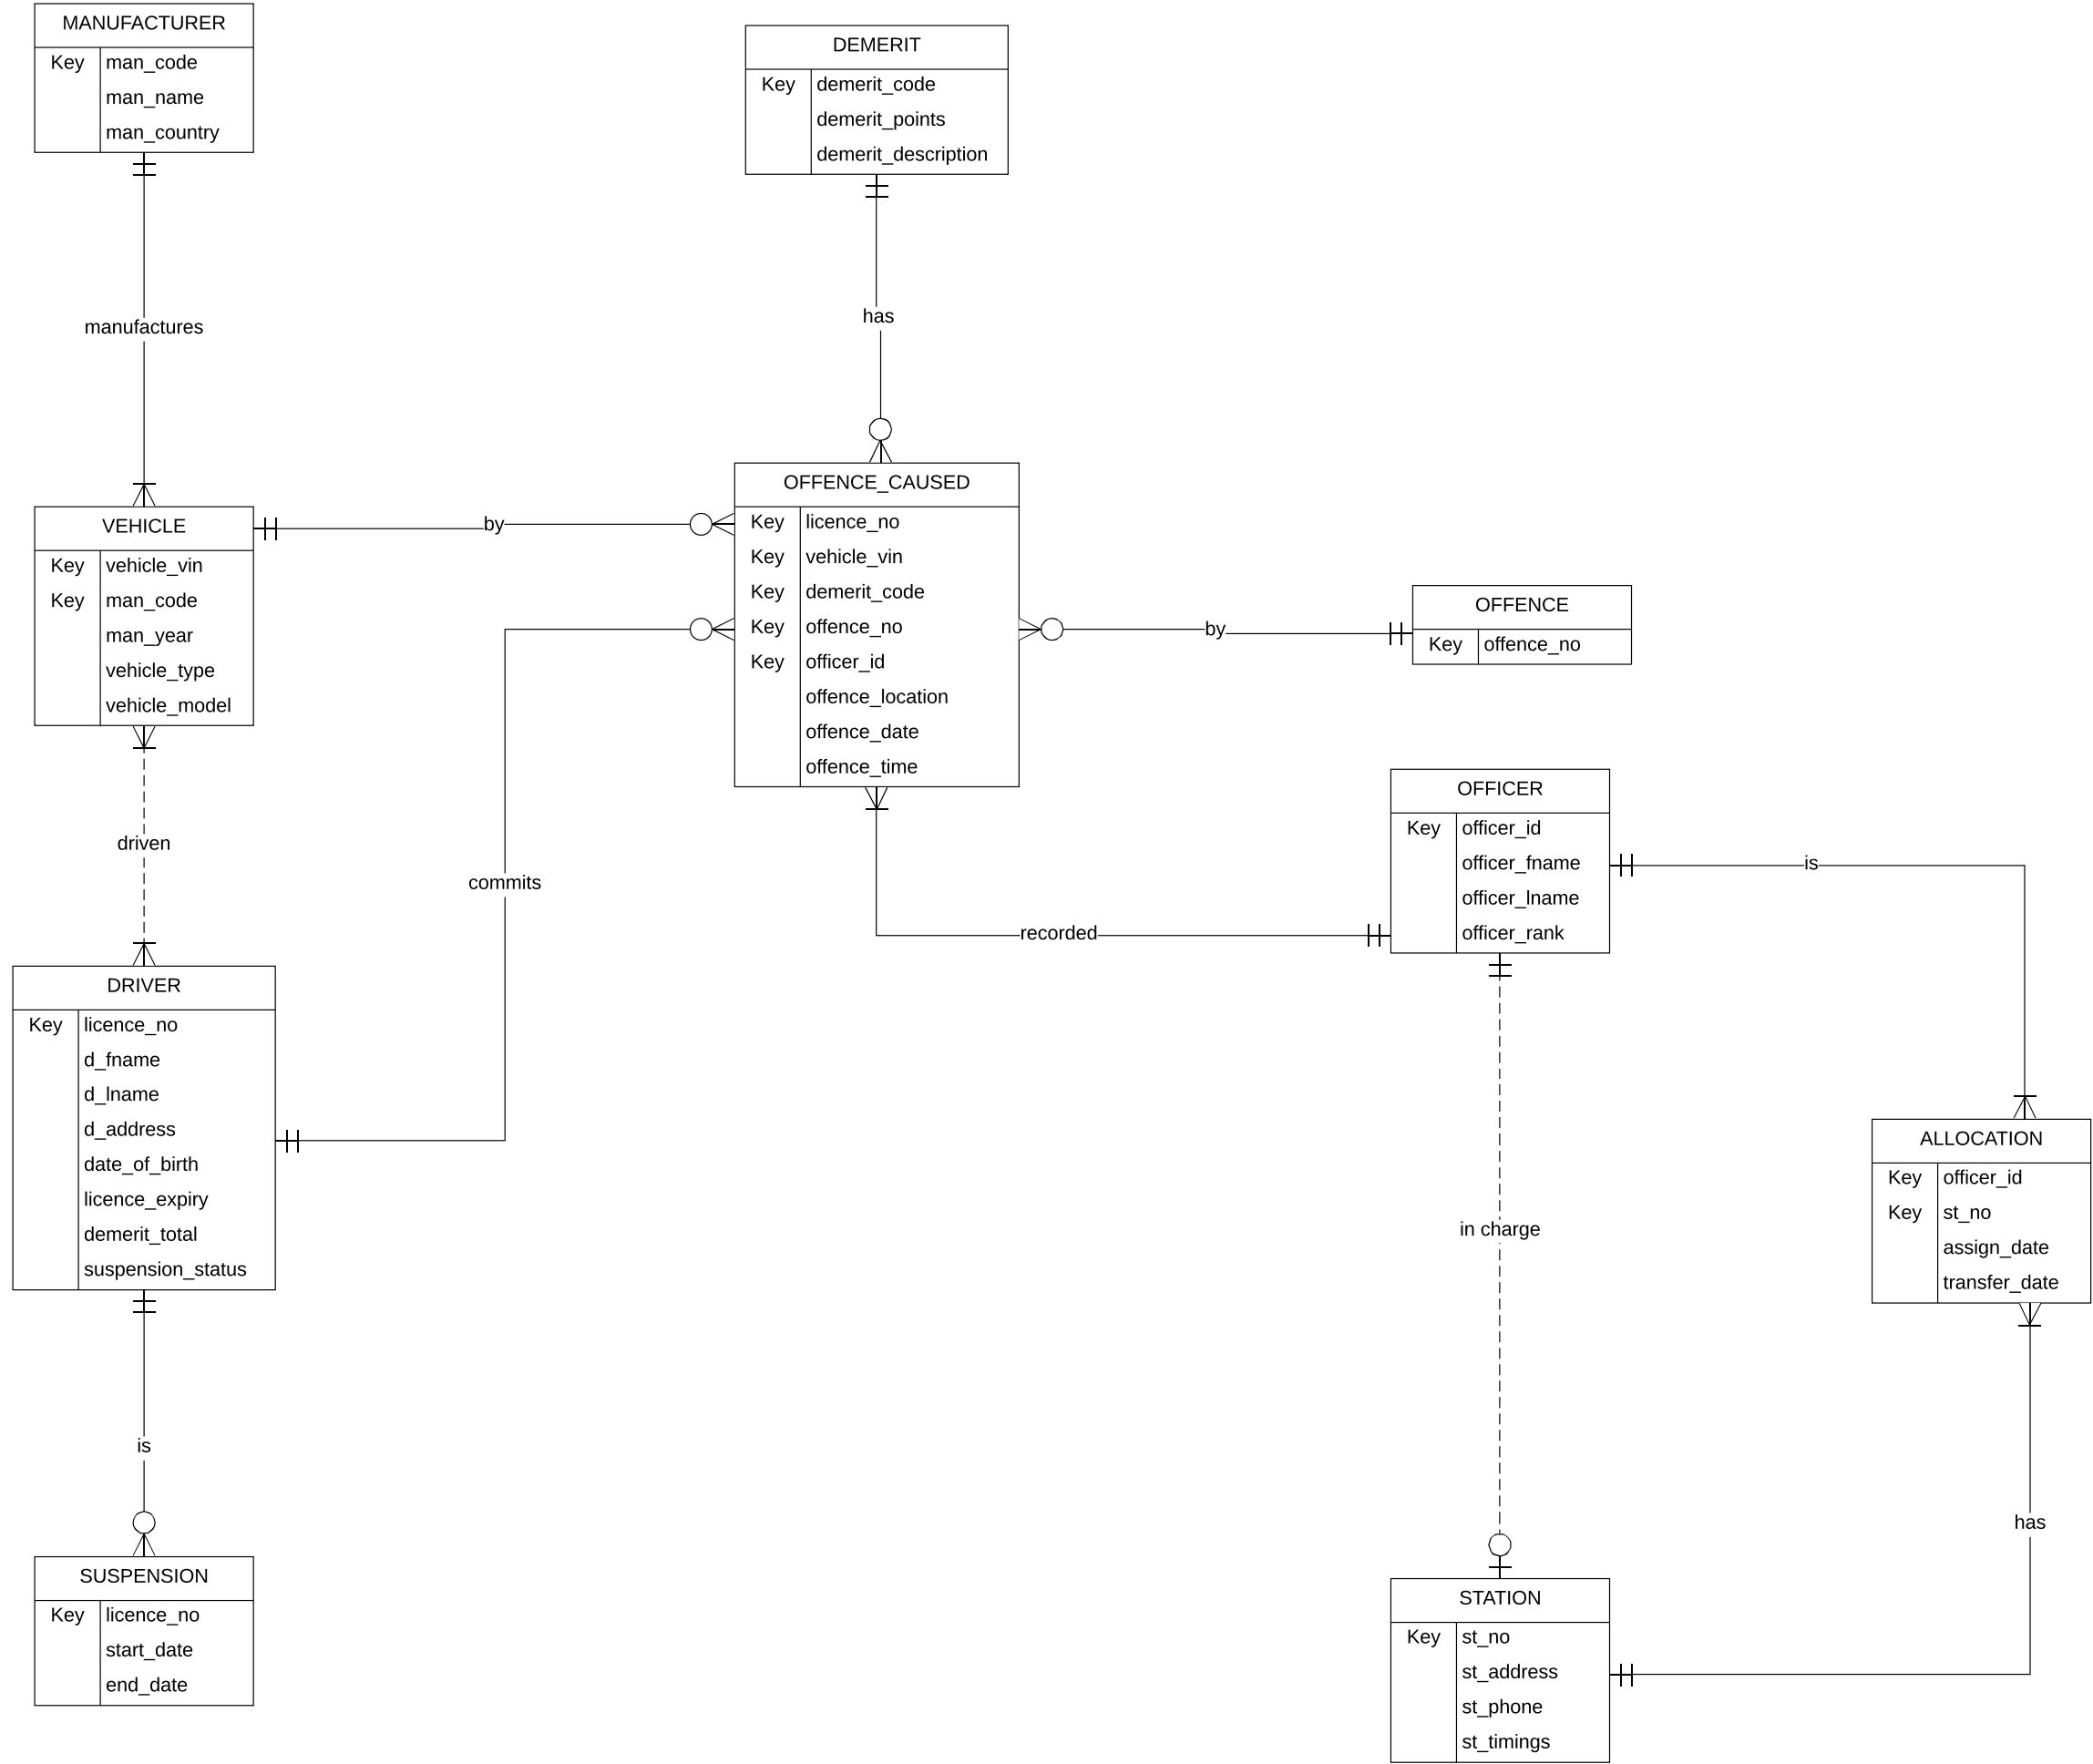 MANUFACTURER
Key man_code
man_name
man_country
DEMERIT
Key demerit_code
demerit_points
demerit_description
manufactures
has
VEHICLE
Key vehicle_vin
Key man_code
man_year
vehicle_type
vehicle_model
by
OFFENCE_CAUSED
Key licence_no
Key vehicle_vin
Key demerit_code
Key offence_no
Key officer_id
offence_location
offence_date
offence_time
by
OFFENCE
Key offence_no
driven
commits
recorded
OFFICER
Key officer_id
officer_fname
officer_lname
officer_rank
is
DRIVER
Key licence_no
d_fname
d_lname
d_address
date_of_birth
licence_expiry
demerit_total
suspension_status
in charge
ALLOCATION
Key officer_id
Key st_no
assign_date
transfer_date
is
has
SUSPENSION
Key licence_no
start_date
end_date
STATION
Key st_no
st_address
st_phone
st_timings